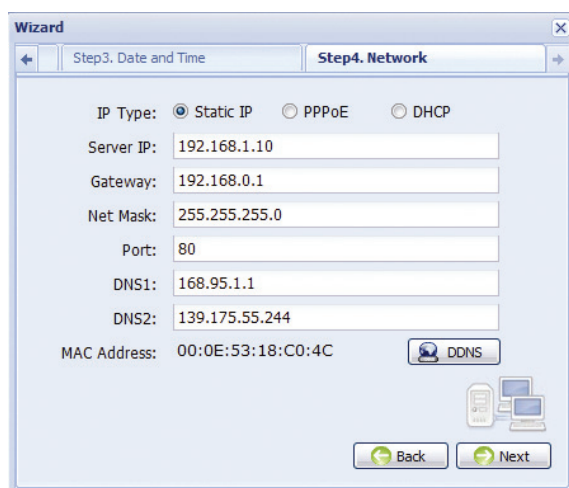 Wizard
Step3. Date and Time Step4. Network
IP Type: Static IP PPPoE DHCP
Server IP: 192.168.1.10
Gateway: 192.168.0.1
Net Mask: 255.255.255.0
Port: 80
DNS1: 168.95.1.1
DNS2: 139.175.55.244
MAC Address: 00:0E:53:18:C0:4C DDNS
Back Next